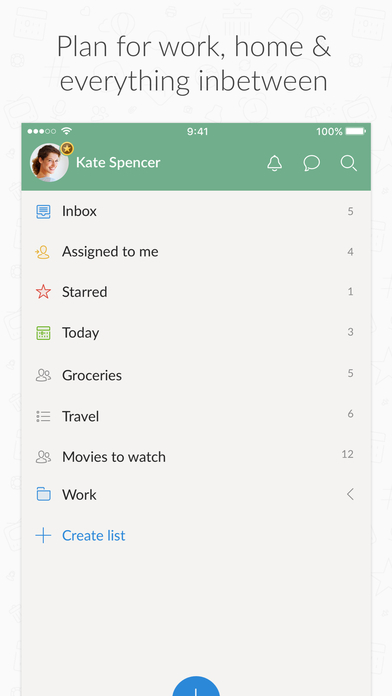 Plan for work, home &
everything inbetween
9:41
100%
Kate Spencer
Inbox 5
Assigned to me 4
Starred 1
Today 3
Groceries 5
Travel 6
Movies to watch 12
Work
Create list